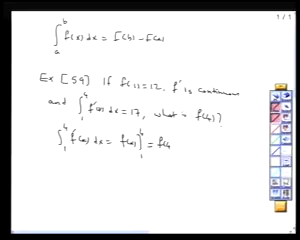 1 / 1
∫_a^b f(x) dx = F(b) - F(a)
Ex [59] If f(1) = 12, f' is continuous
and ∫_1^4 f'(x) dx = 17, what is f(4)?
∫_1^4 f'(x) dx = f(x)]_1^4 = f(4